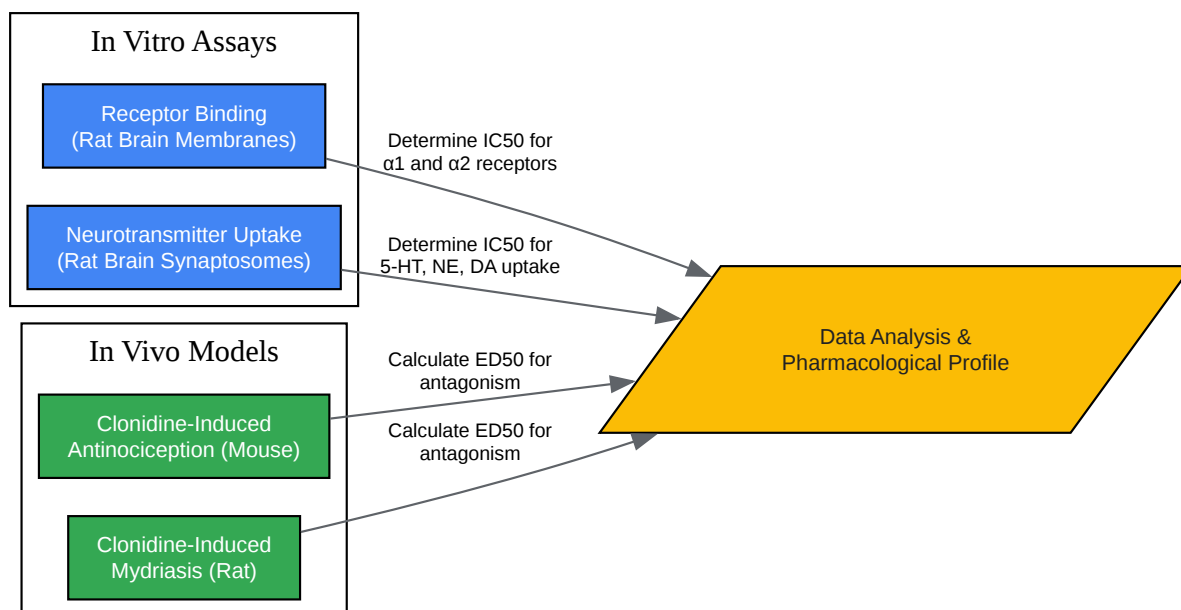 In Vitro Assays
Receptor Binding
(Rat Brain Membranes)
Determine IC50 for
α1 and α2 receptors
Neurotransmitter Uptake
(Rat Brain Synaptosomes)
Determine IC50 for
5-HT, NE, DA uptake
In Vivo Models
Clonidine-Induced
Antinociception (Mouse)
Calculate ED50 for
antagonism
Clonidine-Induced
Mydriasis (Rat)
Calculate ED50 for
antagonism
Data Analysis &
Pharmacological Profile